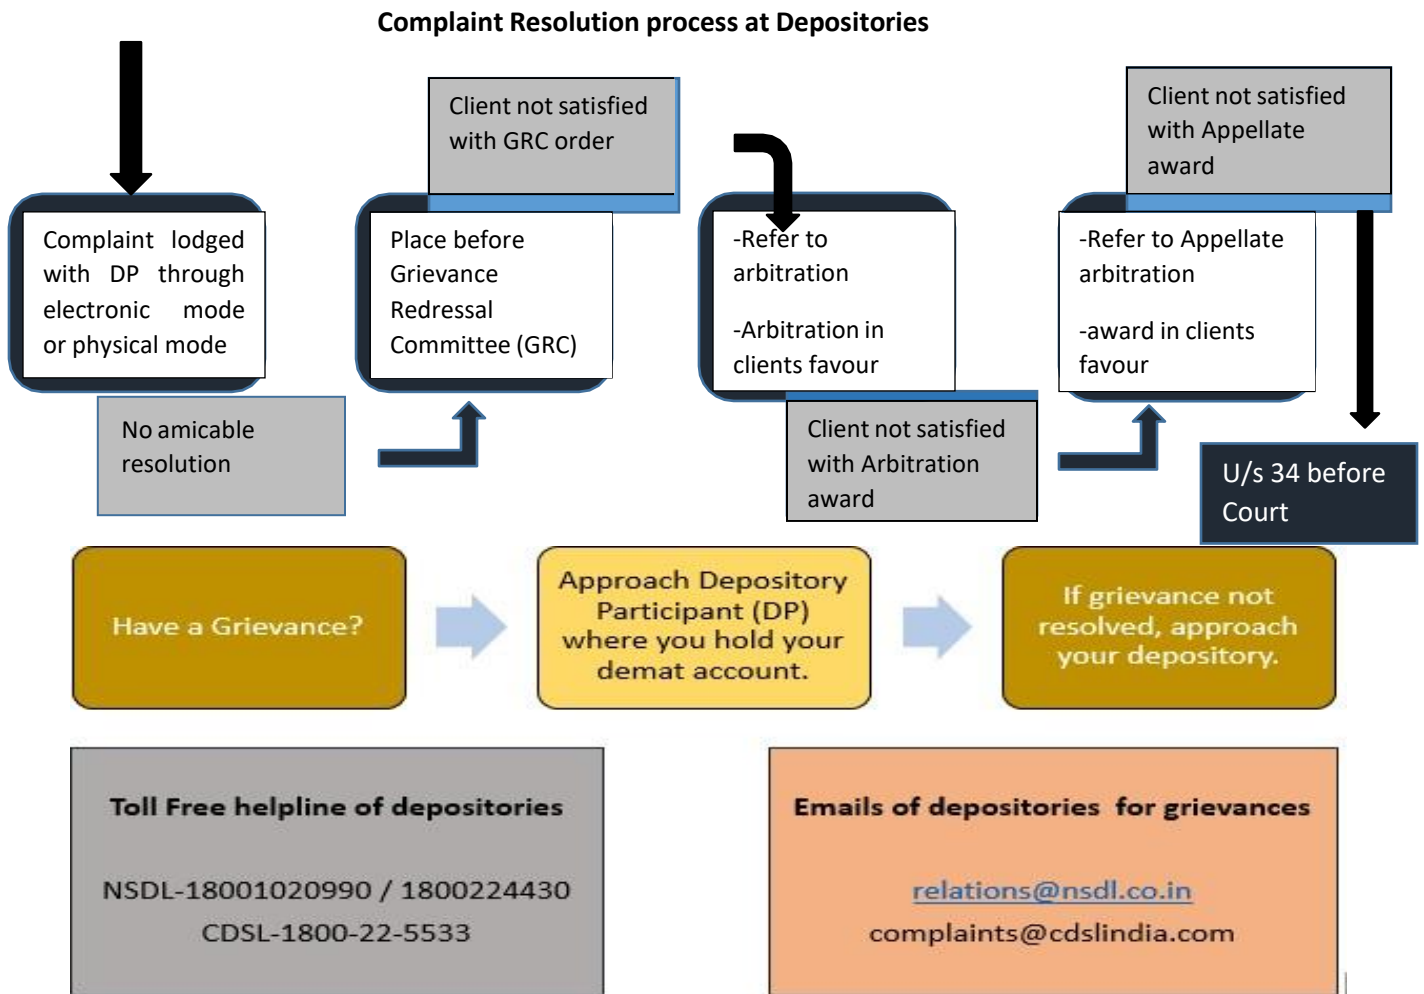 Complaint Resolution process at Depositories
Client not satisfied
with GRC order
Client not satisfied
with Appellate
award
Complaint lodged
with DP through
electronic mode
or physical mode
Place before
Grievance
Redressal
Committee (GRC)
-Refer to
arbitration
-Arbitration in
clients favour
-Refer to Appellate
arbitration
-award in clients
favour
No amicable
resolution
Client not satisfied
with Arbitration
award
U/s 34 before
Court
Have a Grievance?
Approach Depository
Participant (DP)
where you hold your
demat account.
If grievance not
resolved, approach
your depository.
Toll Free helpline of depositories
NSDL-18001020990 / 1800224430
CDSL-1800-22-5533
Emails of depositories for grievances
relations@nsdl.co.in
complaints@cdslindia.com